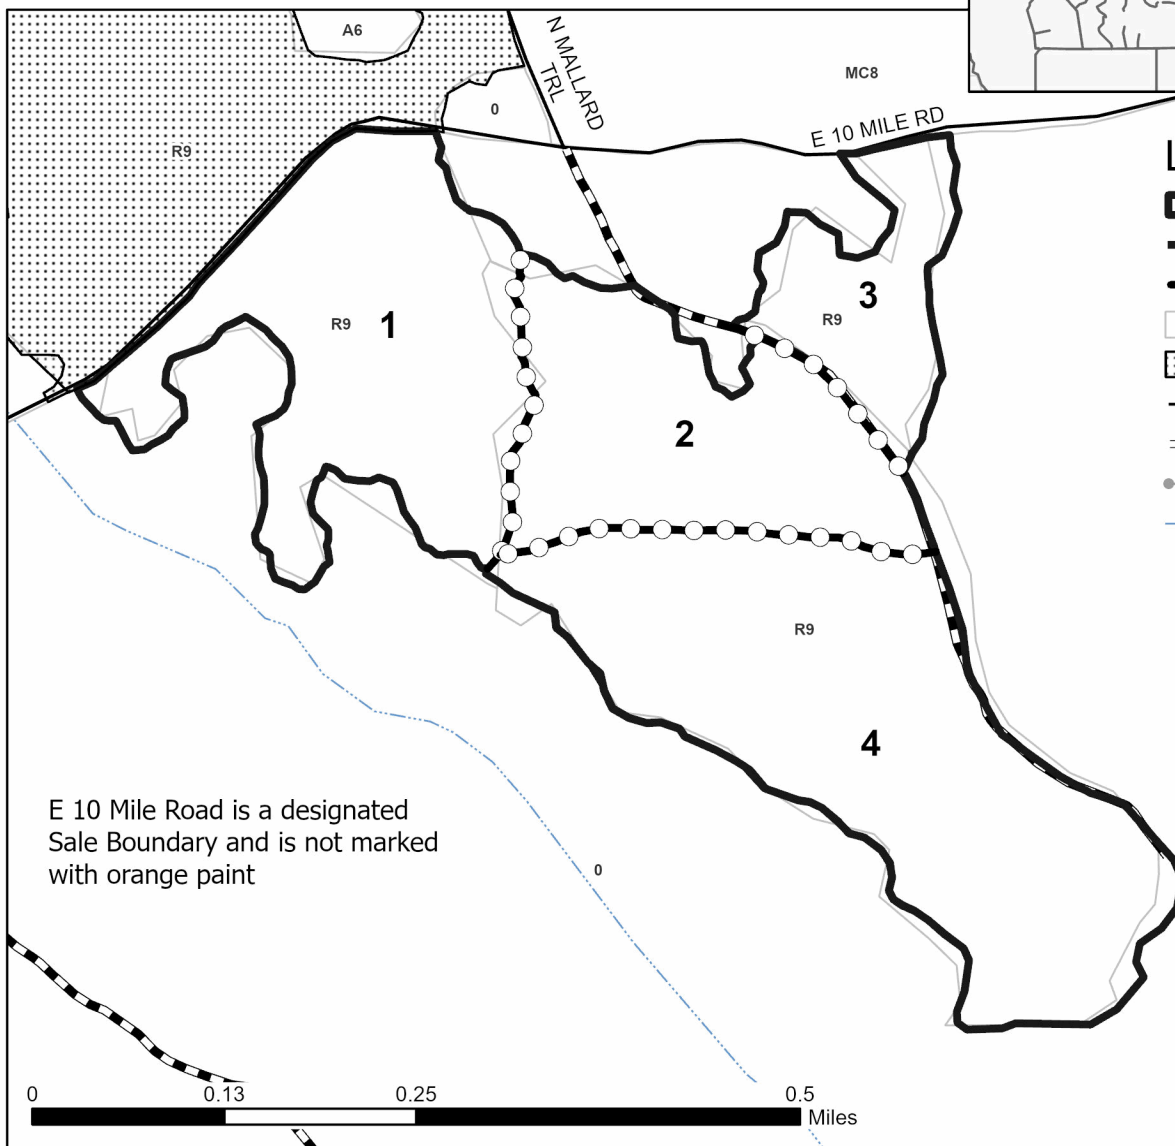 A6
N MALLARD
TRL
MC8
0
E 10 MILE RD
R9
L
3
R9
R9
1
2
R9
4
E 10 Mile Road is a designated
Sale Boundary and is not marked
with orange paint
0
0 0.13 0.25 0.5
Miles